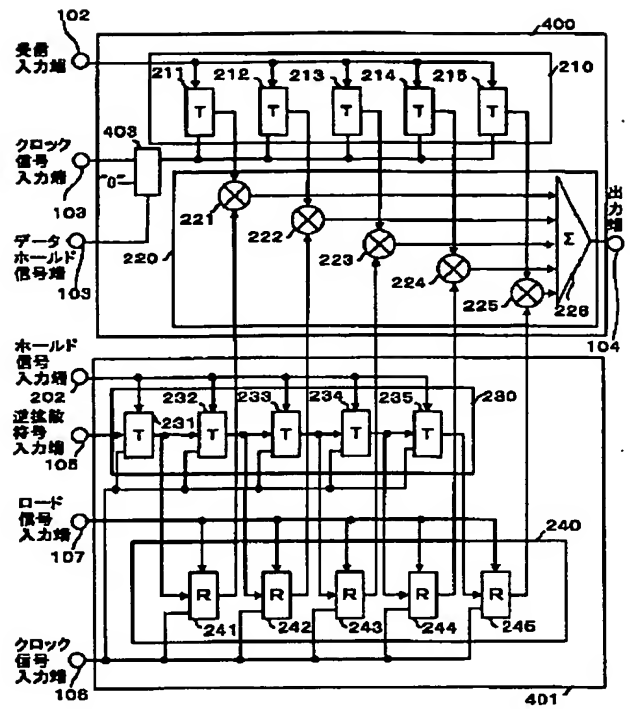 102
受信
入力端
400
211
212
213
214
215
210
T
T
T
T
T
403
クロック
信号
入力端
103
"0"
データ
ホールド
信号端
103
220
221
222
223
224
225
Σ
226
出力端
104
ホールド
信号
入力端
202
逆拡散
符号
入力端
105
231
232
233
234
235
230
T
T
T
T
T
ロード
信号
入力端
107
240
R
R
R
R
R
241
242
243
244
245
クロック
信号
入力端
106
401